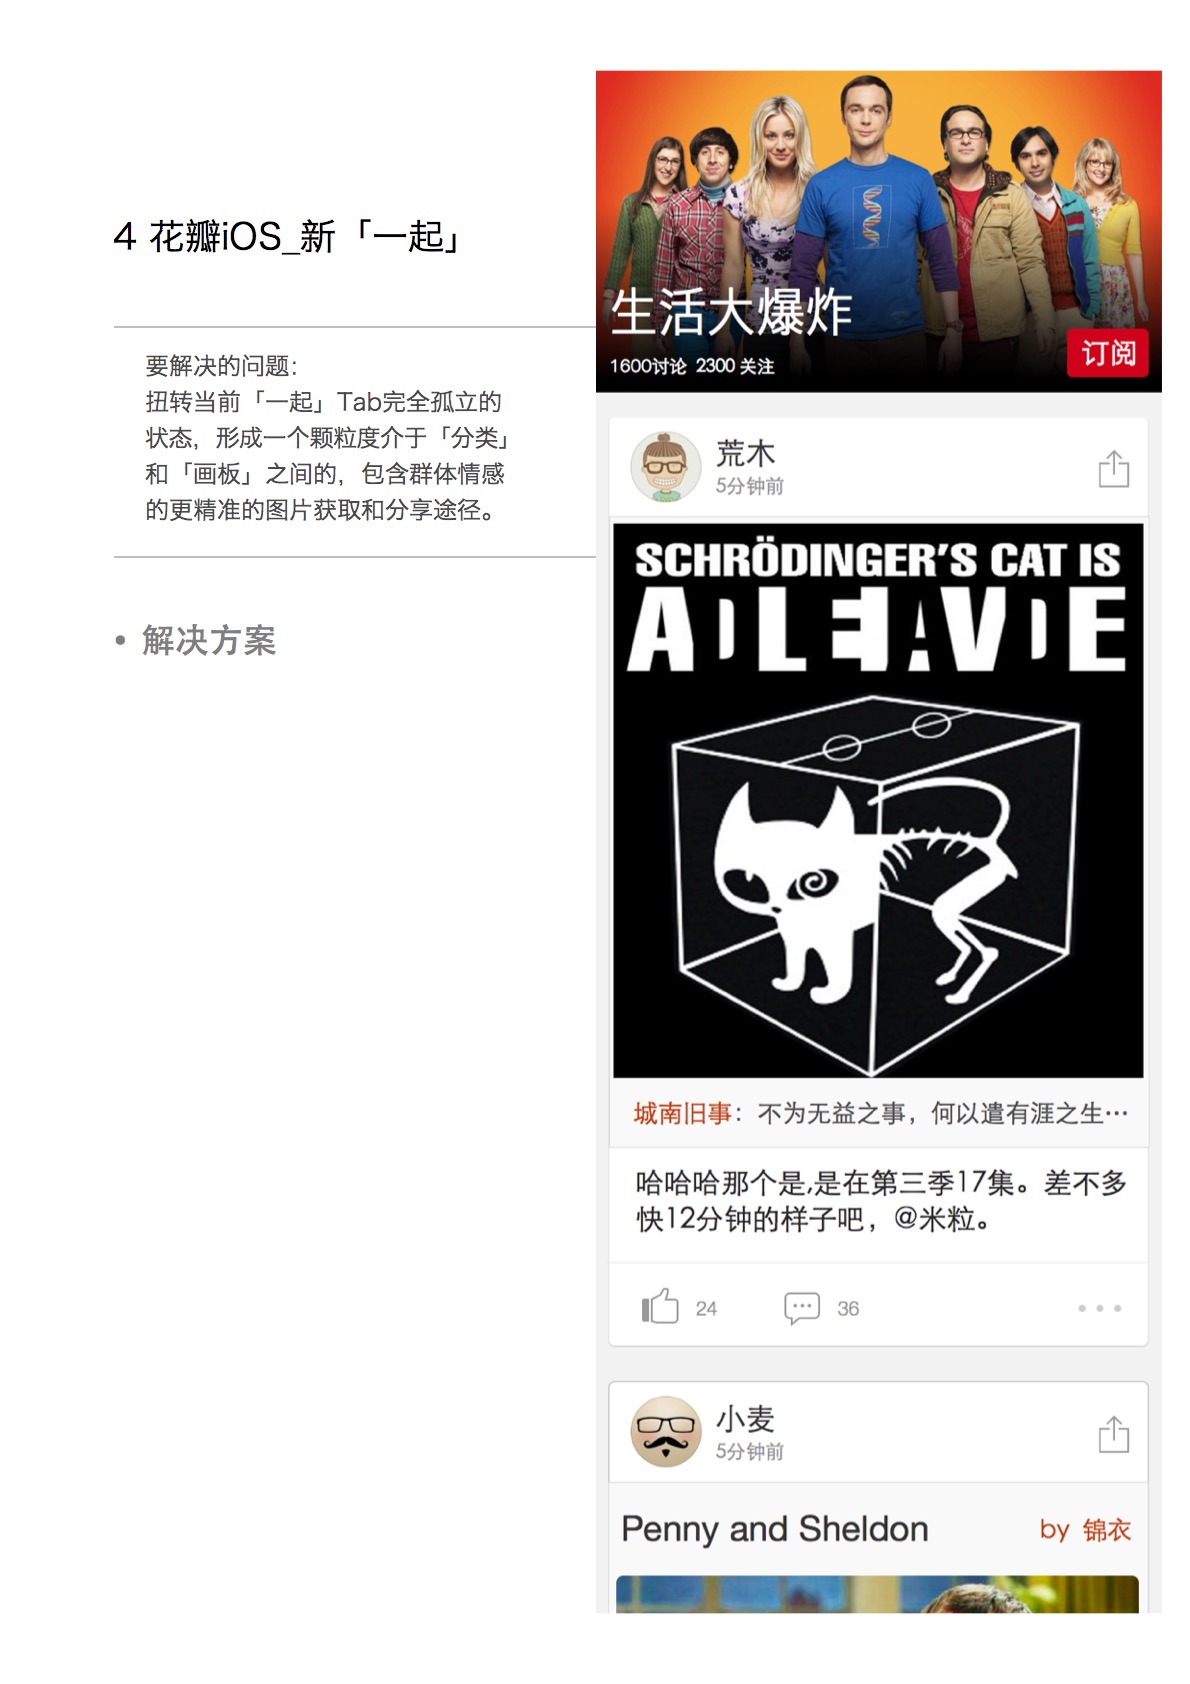 4 花瓣iOS_新「一起」
要解决的问题：
扭转当前「一起」Tab完全孤立的
状态，形成一个颗粒度介于「分类」
和「画板」之间的，包含群体情感
的更精准的图片获取和分享途径。
• 解决方案
生活大爆炸
1600讨论 2300 关注
订阅
荒木
5分钟前
SCHRÖDINGER'S CAT IS
ADLEAVDE
城南旧事：不为无益之事，何以遣有涯之生…
哈哈哈那个是,是在第三季17集。差不多
快12分钟的样子吧，@米粒。
24
36
小麦
5分钟前
Penny and Sheldon
by 锦衣